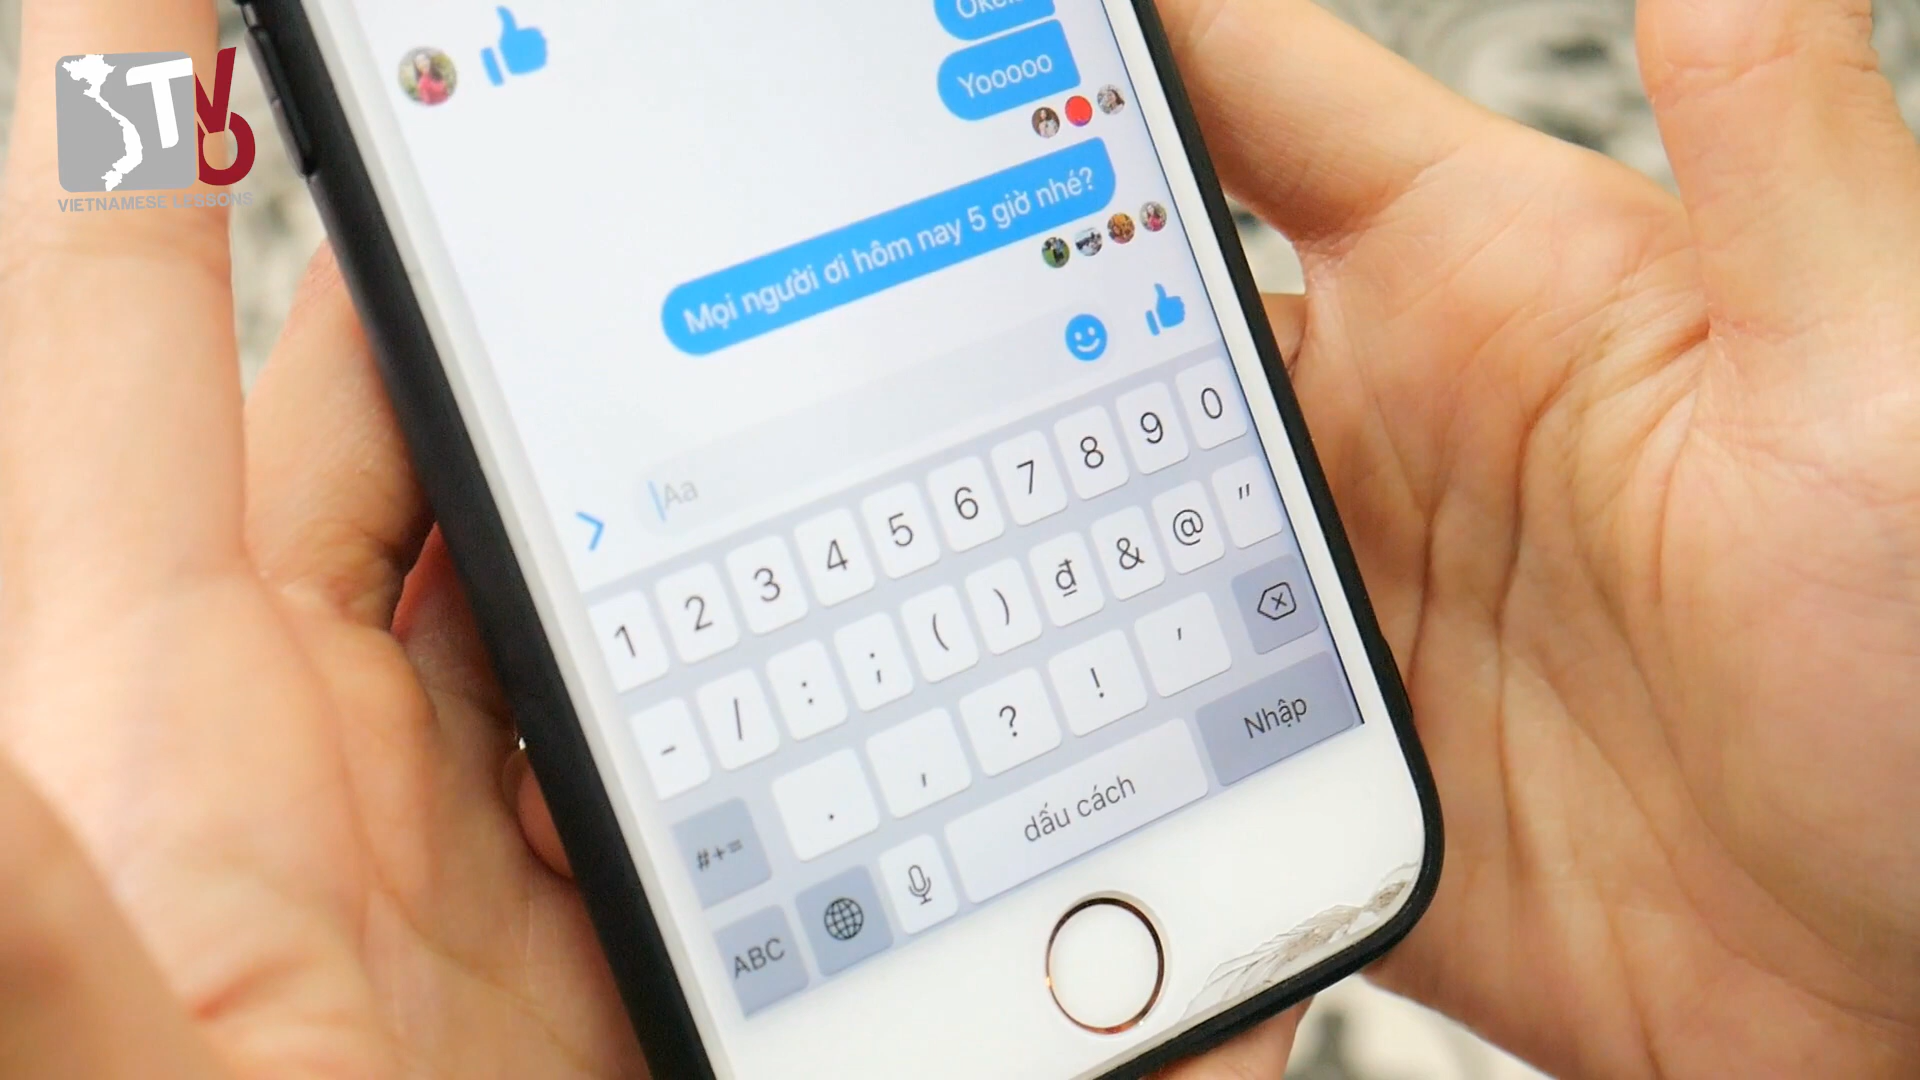 TVO
VIETNAMESE LESSONS
Yooooo
Mọi người ơi hôm nay 5 giờ nhé?
Aa
1 2 3 4 5 6 7 8 9 0
- / : ; ( ) ₫ & @ "
#+= . , ? ! '
ABC dấu cách Nhập